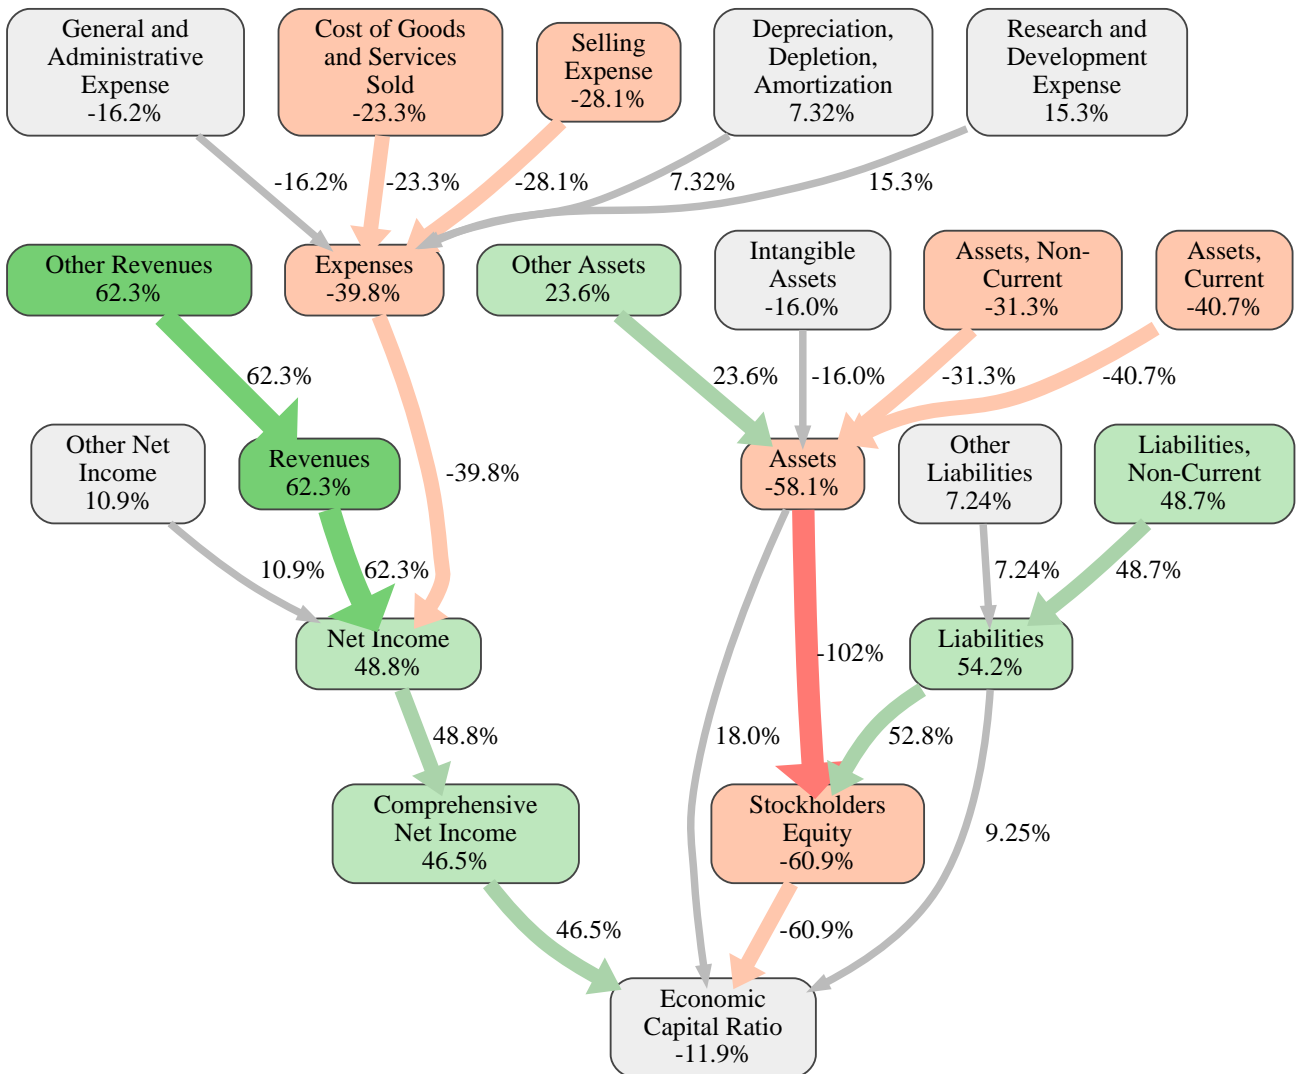 General and
Administrative
Expense
-16.2%
Cost of Goods
and Services
Sold
-23.3%
Selling
Expense
-28.1%
Depreciation,
Depletion,
Amortization
7.32%
Research and
Development
Expense
15.3%
-16.2%
-23.3%
-28.1%
7.32%
15.3%
Other Revenues
62.3%
Expenses
-39.8%
Other Assets
23.6%
Intangible
Assets
-16.0%
Assets, Non-
Current
-31.3%
Assets,
Current
-40.7%
62.3%
23.6%
-16.0%
-31.3%
-40.7%
Other Net
Income
10.9%
Revenues
62.3%
-39.8%
Assets
-58.1%
Other
Liabilities
7.24%
Liabilities,
Non-Current
48.7%
10.9%
62.3%
7.24%
48.7%
Net Income
48.8%
-102%
Liabilities
54.2%
48.8%
18.0%
52.8%
Comprehensive
Net Income
46.5%
Stockholders
Equity
-60.9%
9.25%
46.5%
-60.9%
Economic
Capital Ratio
-11.9%